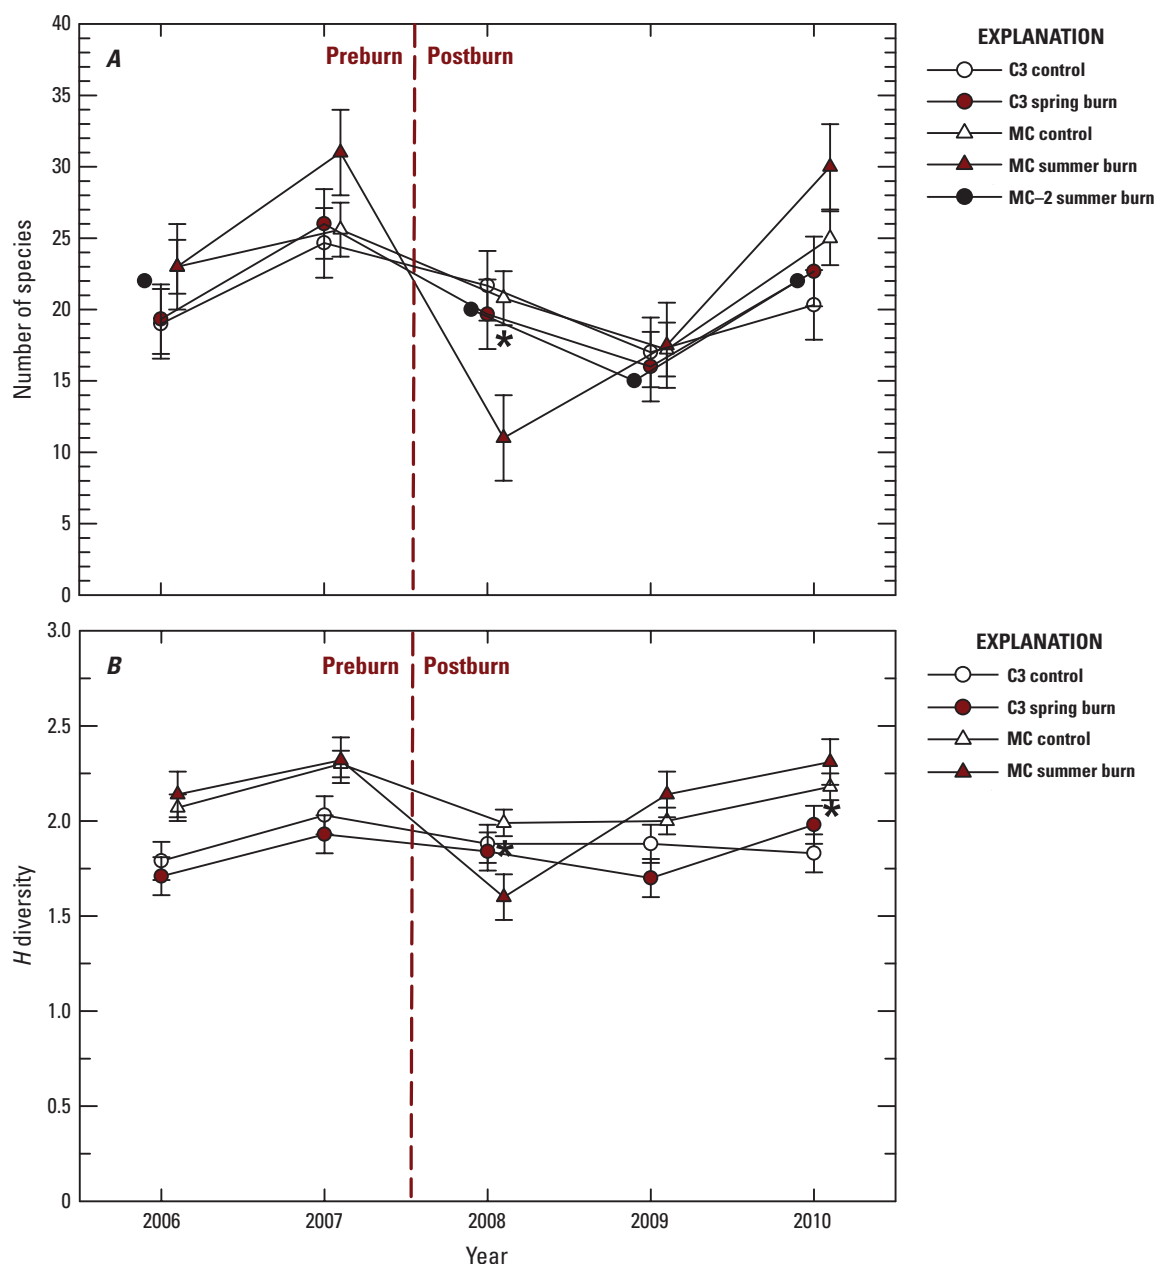 A
Preburn
Postburn
40
35
30
25
20
15
10
5
0
Number of species
*
EXPLANATION
C3 control
C3 spring burn
MC control
MC summer burn
MC–2 summer burn
B
Preburn
Postburn
3.0
2.5
2.0
1.5
1.0
0.5
0
H diversity
*
*
EXPLANATION
C3 control
C3 spring burn
MC control
MC summer burn
2006 2007 2008 2009 2010
Year